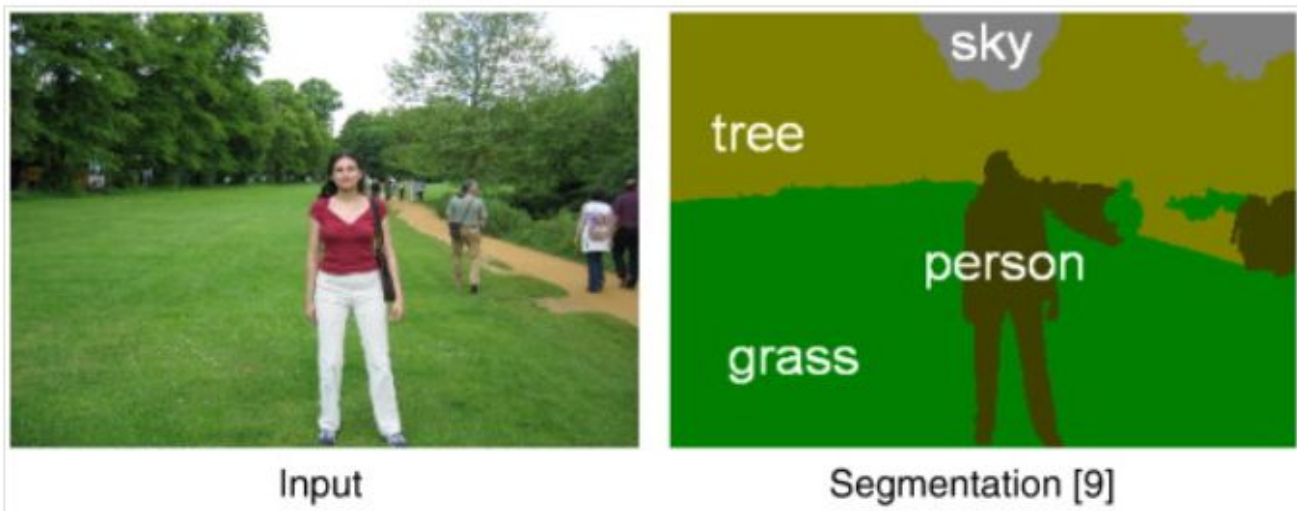 sky
tree
person
grass
Input
Segmentation [9]